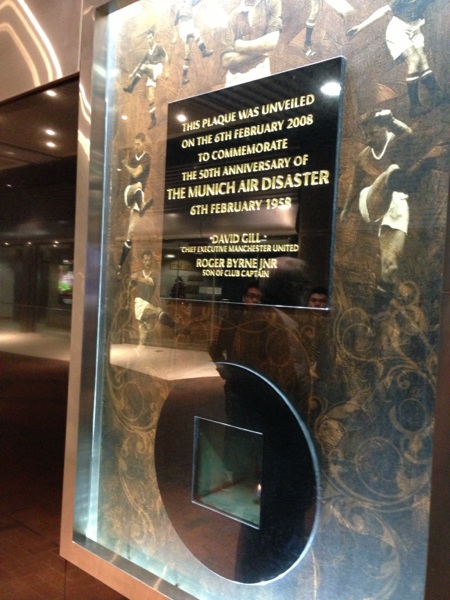 THIS PLAQUE WAS UNVEILED
ON THE 6TH FEBRUARY 2008
TO COMMEMORATE
THE 50TH ANNIVERSARY OF
THE MUNICH AIR DISASTER
6TH FEBRUARY 1958
DAVID GILL
CHIEF EXECUTIVE MANCHESTER UNITED
ROGER BYRNE JNR
SON OF CLUB CAPTAIN